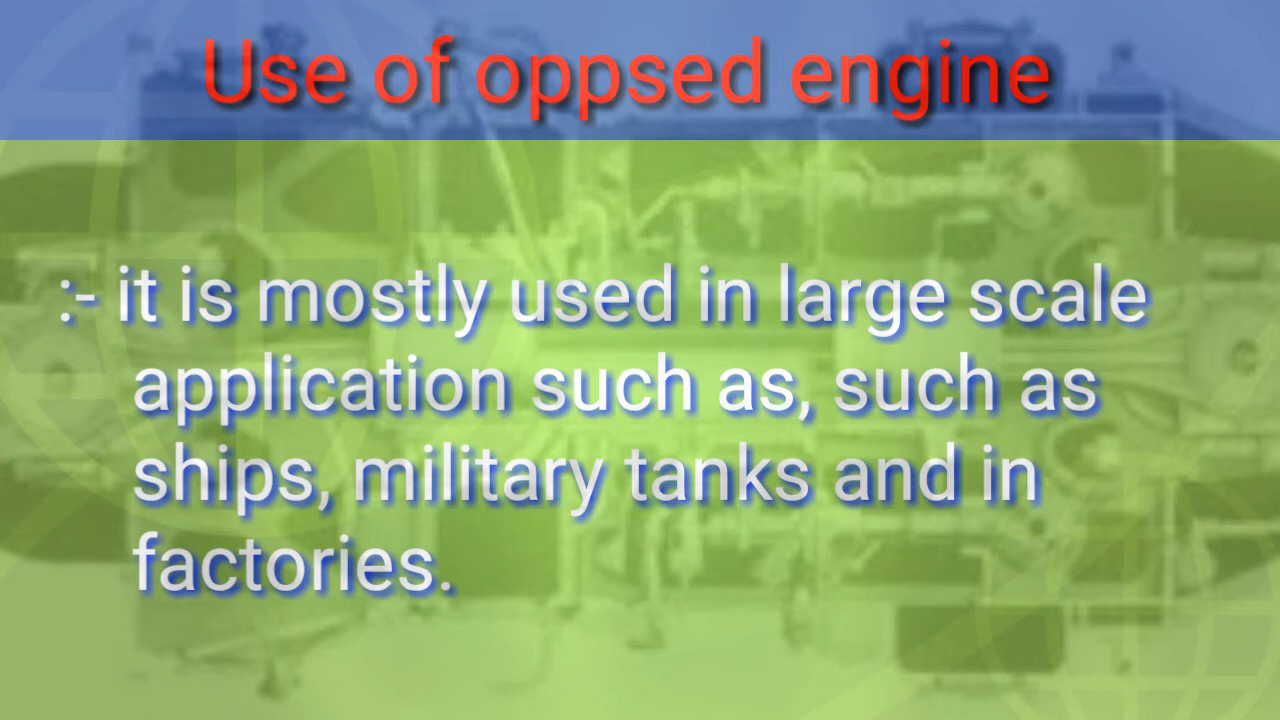 Use of oppsed engine
:- it is mostly used in large scale
application such as, such as
ships, military tanks and in
factories.